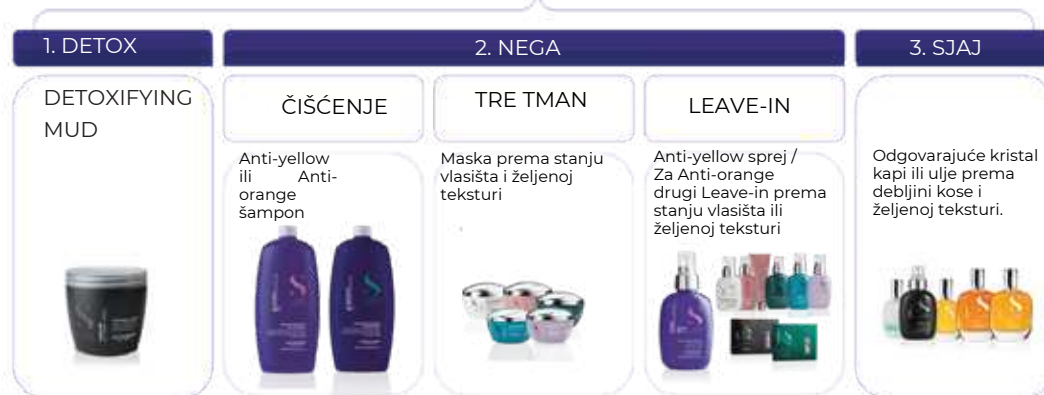 1. DETOX
2. NEGA
3. SJAJ
DETOXIFYING
MUD
ČIŠĆENJE
Anti-yellow
ili Anti-
orange
šampon
TRE TMAN
Maska prema stanju
vlasišta i željenoj
teksturi
LEAVE-IN
Anti-yellow sprej /
Za Anti-orange
drugi Leave-in prema
stanju vlasišta ili
željenoj teksturi
Odgovarajuće kristal
kapi ili ulje prema
debljini kose i
željenoj teksturi.